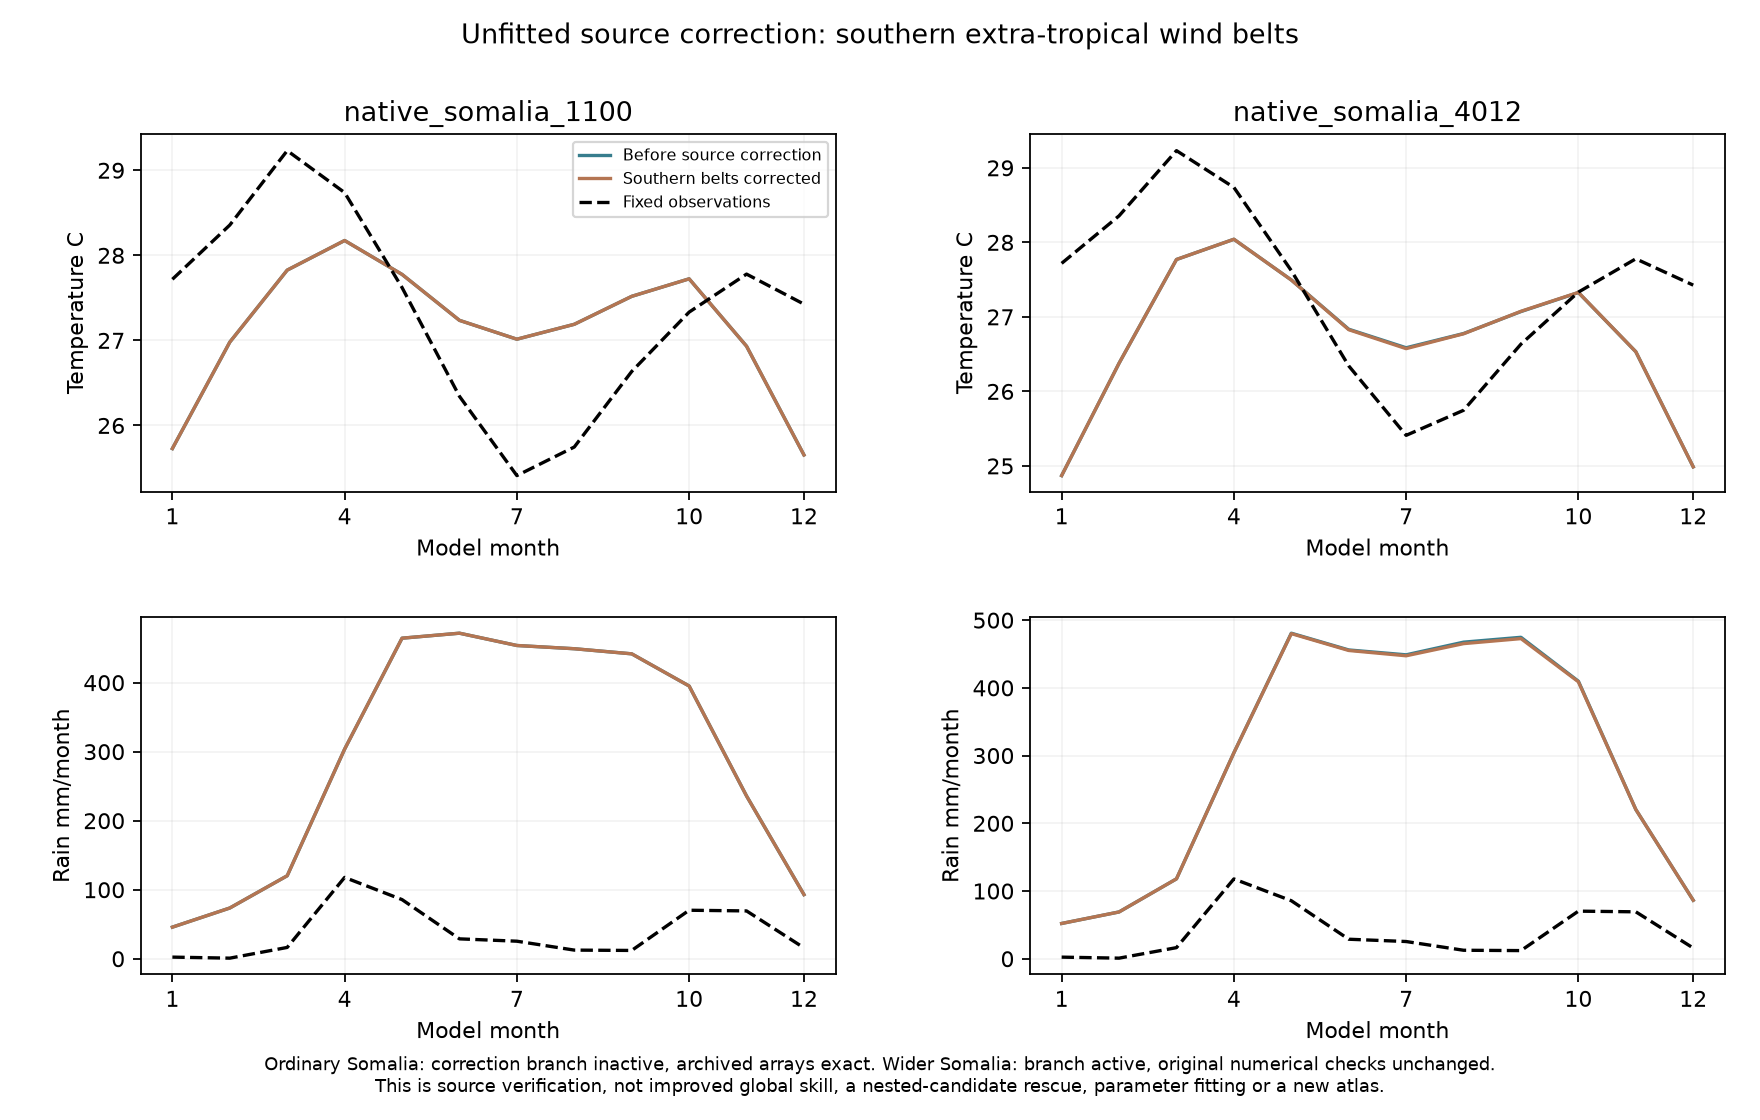 Unfitted source correction: southern extra-tropical wind belts
native_somalia_1100
native_somalia_4012
Temperature C
29
28
27
26
Before source correction
Southern belts corrected
Fixed observations
1
4
7
10
12
Model month
Temperature C
29
28
27
26
25
1
4
7
10
12
Model month
Rain mm/month
400
300
200
100
0
1
4
7
10
12
Model month
Rain mm/month
500
400
300
200
100
0
1
4
7
10
12
Model month
Ordinary Somalia: correction branch inactive, archived arrays exact. Wider Somalia: branch active, original numerical checks unchanged.
This is source verification, not improved global skill, a nested-candidate rescue, parameter fitting or a new atlas.